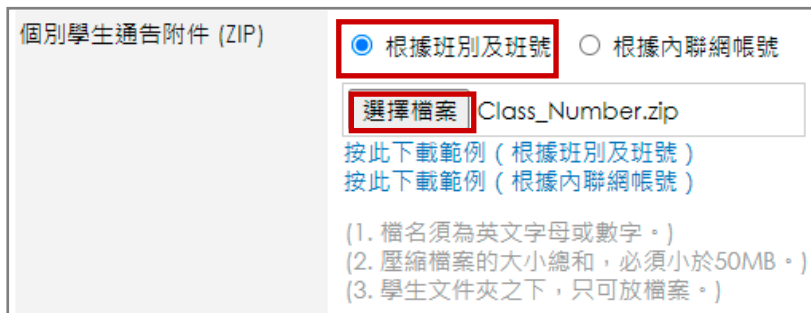 個別學生通告附件 (ZIP)
根據班別及班號 根據內聯網帳號
選擇檔案 Class_Number.zip
按此下載範例（根據班別及班號）
按此下載範例（根據內聯網帳號）
(1. 檔名須為英文字母或數字。)
(2. 壓縮檔案的大小總和，必須小於50MB。)
(3. 學生文件夾之下，只可放檔案。)